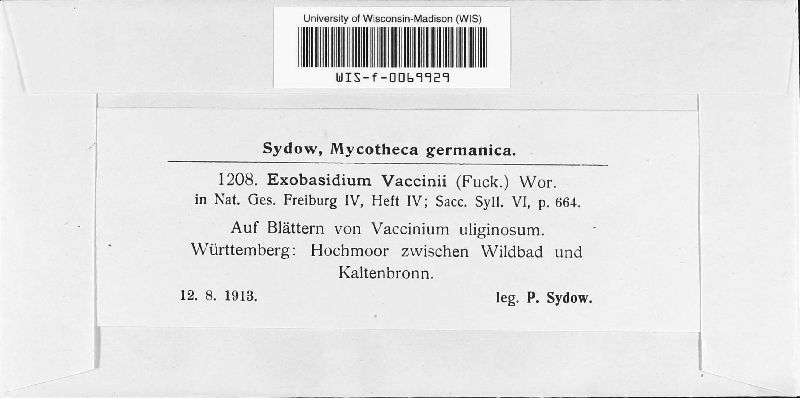 University of Wisconsin-Madison (WIS)
WIS-f-0069929
Sydow, Mycotheca germanica.
1208. Exobasidium Vaccinii (Fuck.) Wor.
in Nat. Ges. Freiburg IV, Heft IV; Sacc. Syll. VI, p. 664.
Auf Blättern von Vaccinium uliginosum.
Württemberg: Hochmoor zwischen Wildbad und
Kaltenbronn.
12. 8. 1913. leg. P. Sydow.